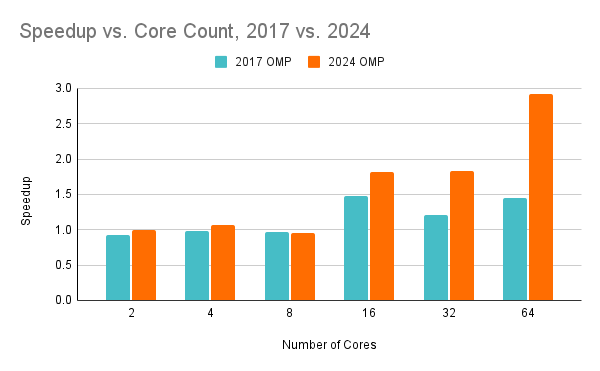 Speedup vs. Core Count, 2017 vs. 2024
2017 OMP 2024 OMP
3.0
2.5
2.0
1.5
1.0
0.5
0.0
Speedup
2 4 8 16 32 64
Number of Cores